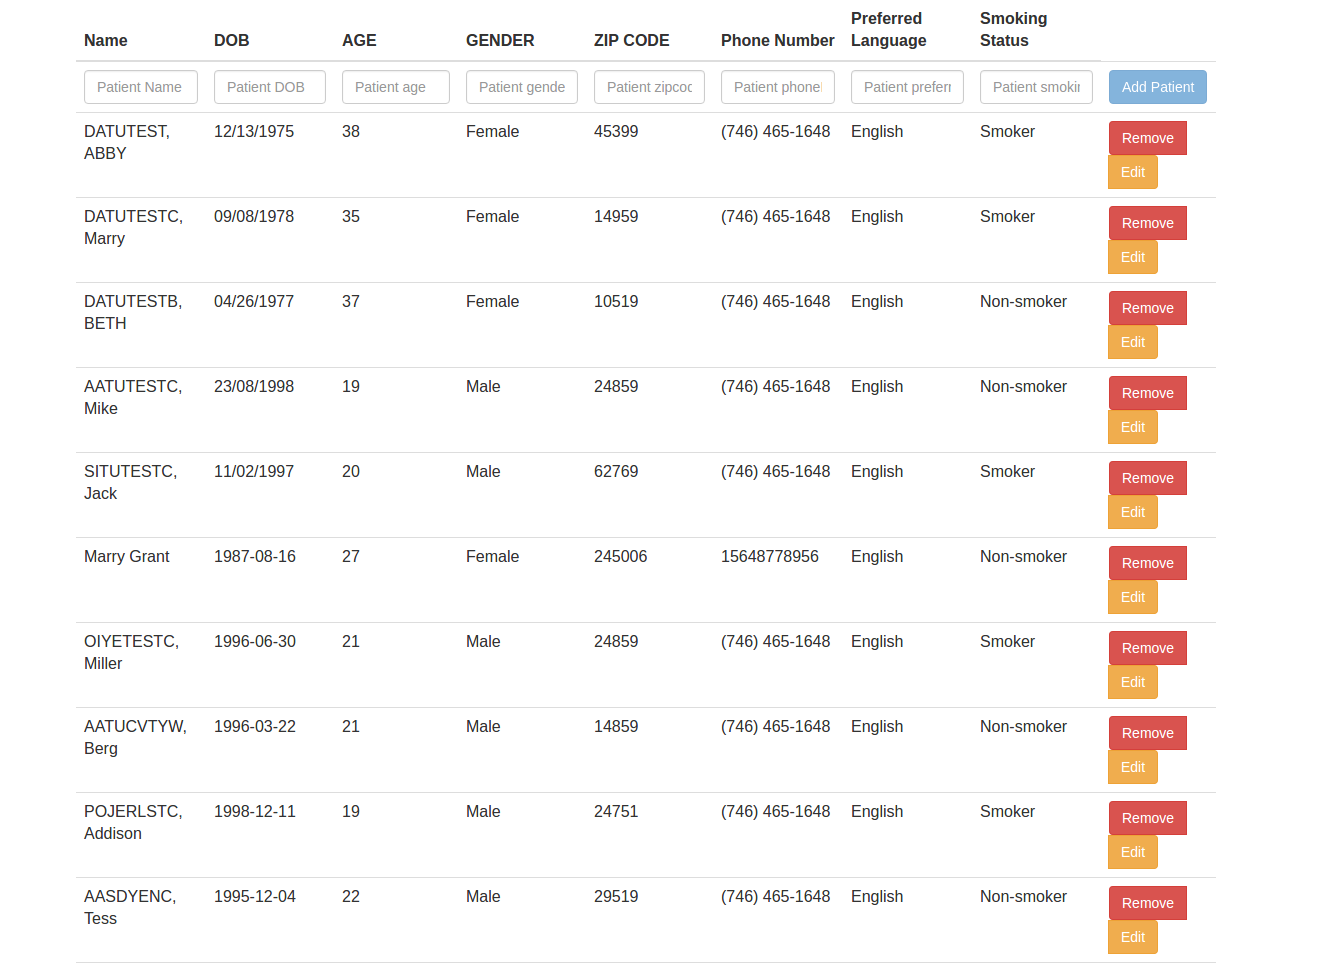 Name DOB AGE GENDER ZIP CODE Phone Number Preferred Language Smoking Status
Patient Name Patient DOB Patient age Patient gende Patient zipcod Patient phone Patient preferr Patient smokin Add Patient
DATUTEST, ABBY 12/13/1975 38 Female 45399 (746) 465-1648 English Smoker Remove Edit
DATUTESTC, Marry 09/08/1978 35 Female 14959 (746) 465-1648 English Smoker Remove Edit
DATUTESTB, BETH 04/26/1977 37 Female 10519 (746) 465-1648 English Non-smoker Remove Edit
AATUTESTC, Mike 23/08/1998 19 Male 24859 (746) 465-1648 English Non-smoker Remove Edit
SITUTESTC, Jack 11/02/1997 20 Male 62769 (746) 465-1648 English Smoker Remove Edit
Marry Grant 1987-08-16 27 Female 245006 15648778956 English Non-smoker Remove Edit
OIYETESTC, Miller 1996-06-30 21 Male 24859 (746) 465-1648 English Smoker Remove Edit
AATUCVTYW, Berg 1996-03-22 21 Male 14859 (746) 465-1648 English Non-smoker Remove Edit
POJERLSTC, Addison 1998-12-11 19 Male 24751 (746) 465-1648 English Smoker Remove Edit
AASDYENC, Tess 1995-12-04 22 Male 29519 (746) 465-1648 English Non-smoker Remove Edit